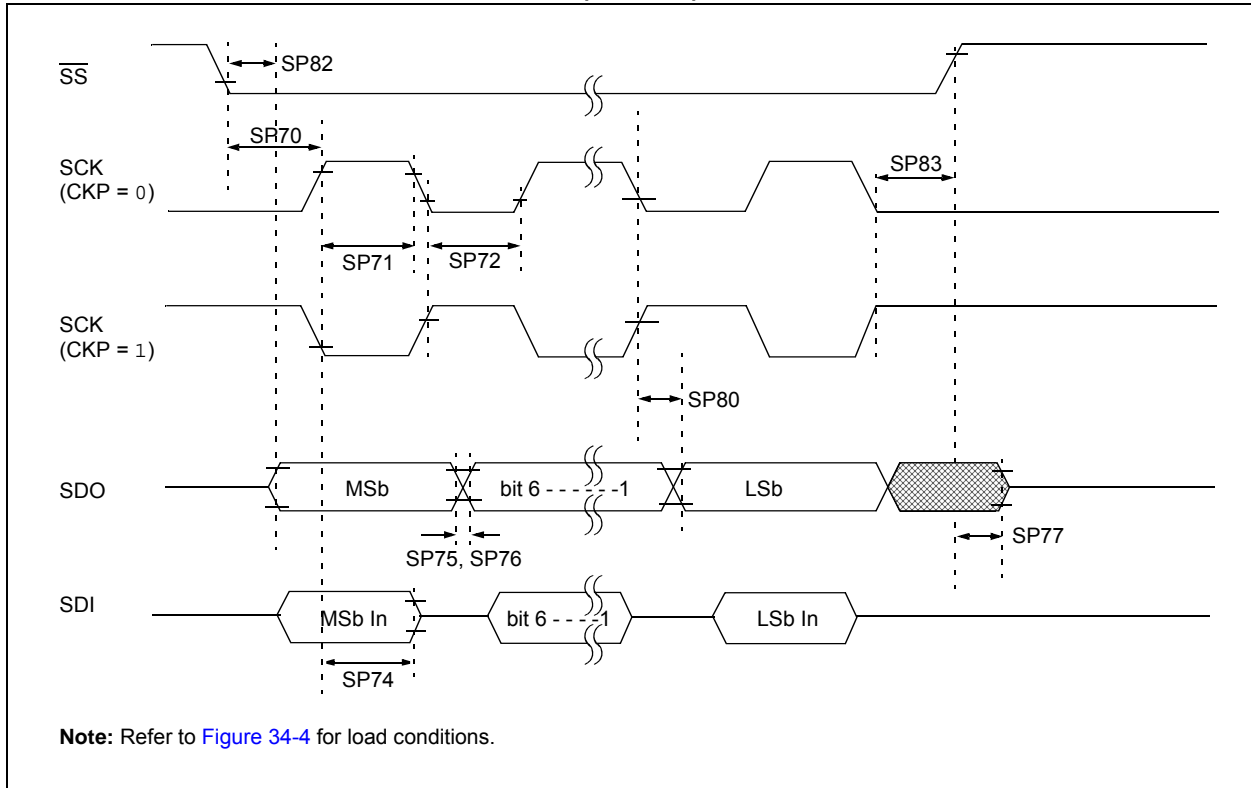 SS
SP82
SP70
SCK
(CKP = 0)
SP83
SP71
SP72
SCK
(CKP = 1)
SP80
SDO
MSb
bit 6 - - - - - -1
LSb
SP75, SP76
SP77
SDI
MSb In
bit 6 - - - -1
LSb In
SP74
Note: Refer to Figure 34-4 for load conditions.